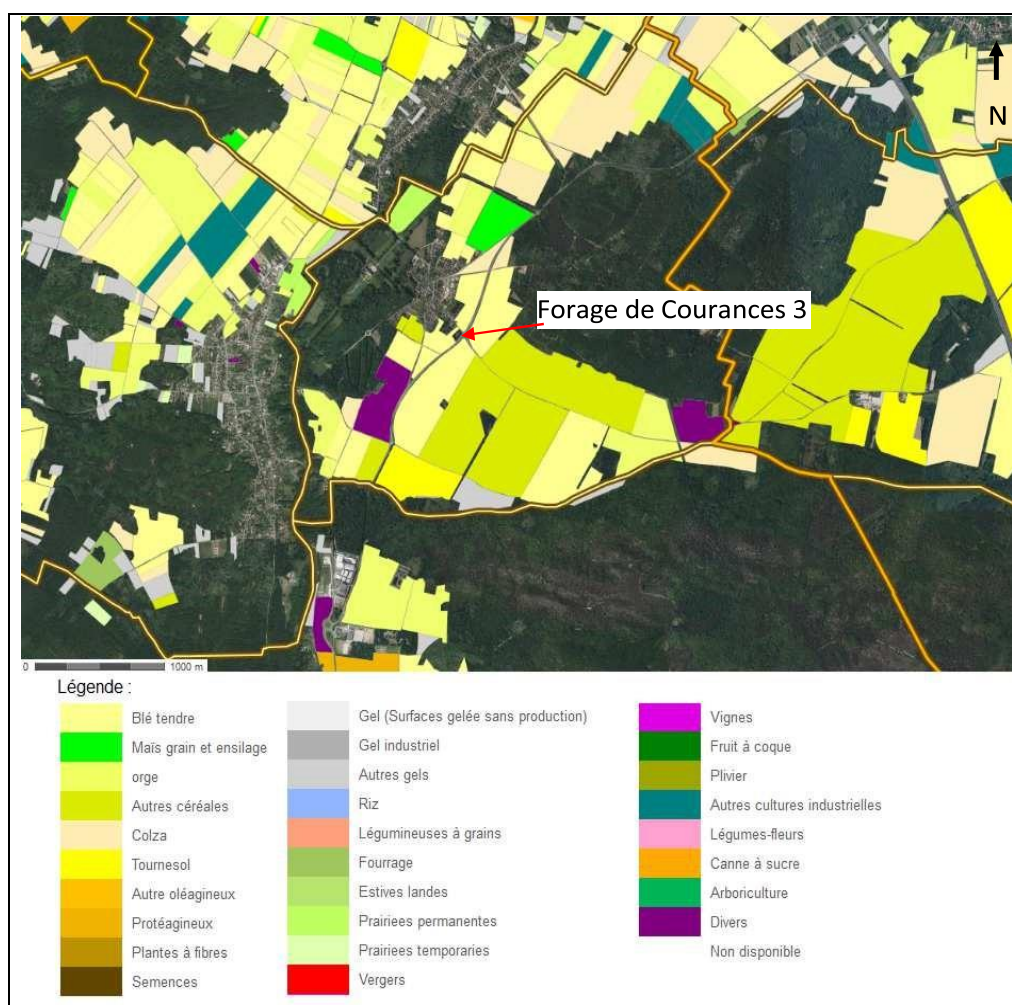 N
Forage de Courances 3
0 1000 m
Légende :
Blé tendre
Maïs grain et ensilage
orge
Autres céréales
Colza
Tournesol
Autre oléagineux
Protéagineux
Plantes à fibres
Semences
Gel (Surfaces gelée sans production)
Gel industriel
Autres gels
Riz
Légumineuses à grains
Fourrage
Estives landes
Prairiees permanentes
Prairiees temporaries
Vergers
Vignes
Fruit à coque
Plivier
Autres cultures industrielles
Légumes-fleurs
Canne à sucre
Arboriculture
Divers
Non disponible